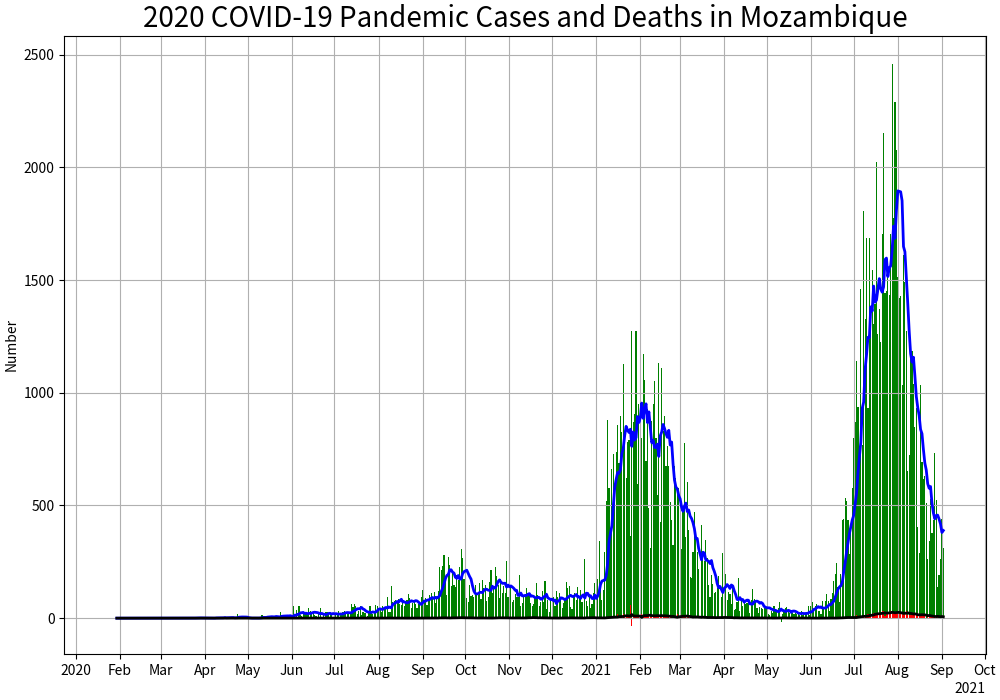 2020 COVID-19 Pandemic Cases and Deaths in Mozambique
2500
2000
1500
1000
500
0
Number
2020 Feb Mar Apr May Jun Jul Aug Sep Oct Nov Dec 2021 Feb Mar Apr May Jun Jul Aug Sep Oct
2021